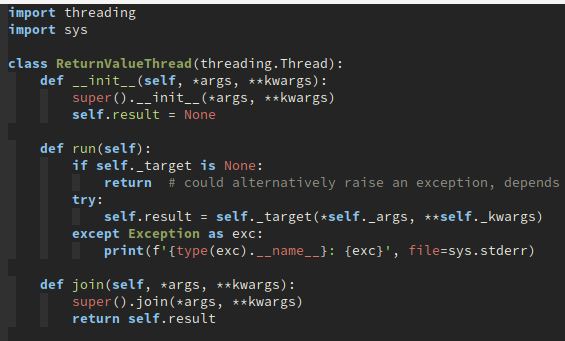 import threading
import sys
class ReturnValueThread(threading.Thread):
    def __init__(self, *args, **kwargs):
        super().__init__(*args, **kwargs)
        self.result = None
    def run(self):
        if self._target is None:
            return  # could alternatively raise an exception, depends
        try:
            self.result = self._target(*self._args, **self._kwargs)
        except Exception as exc:
            print(f'{type(exc).__name__}: {exc}', file=sys.stderr)
    def join(self, *args, **kwargs):
        super().join(*args, **kwargs)
        return self.result